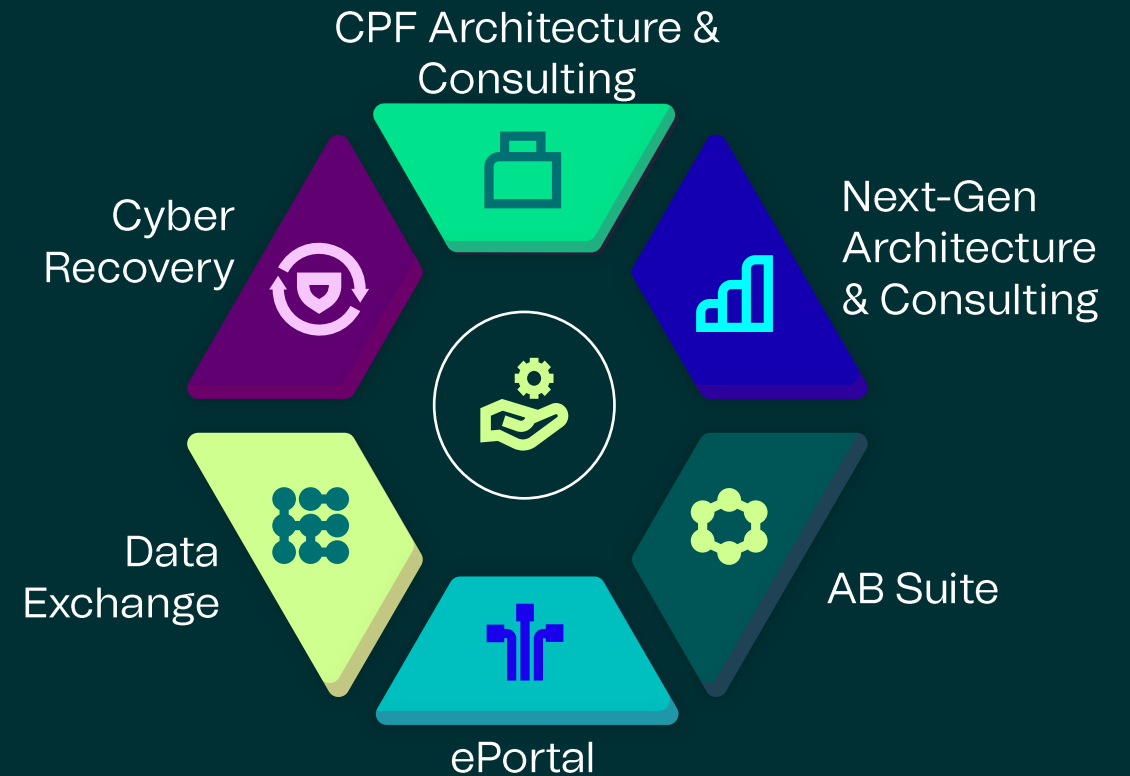 CPF Architecture &
Consulting
Cyber
Recovery
Next-Gen
Architecture
& Consulting
Data
Exchange
AB Suite
ePortal